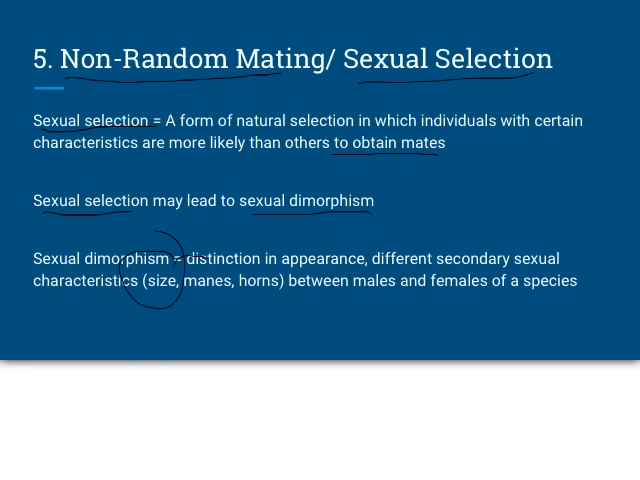 5. Non-Random Mating/ Sexual Selection
Sexual selection = A form of natural selection in which individuals with certain
characteristics are more likely than others to obtain mates
Sexual selection may lead to sexual dimorphism
Sexual dimorphism = distinction in appearance, different secondary sexual
characteristics (size, manes, horns) between males and females of a species